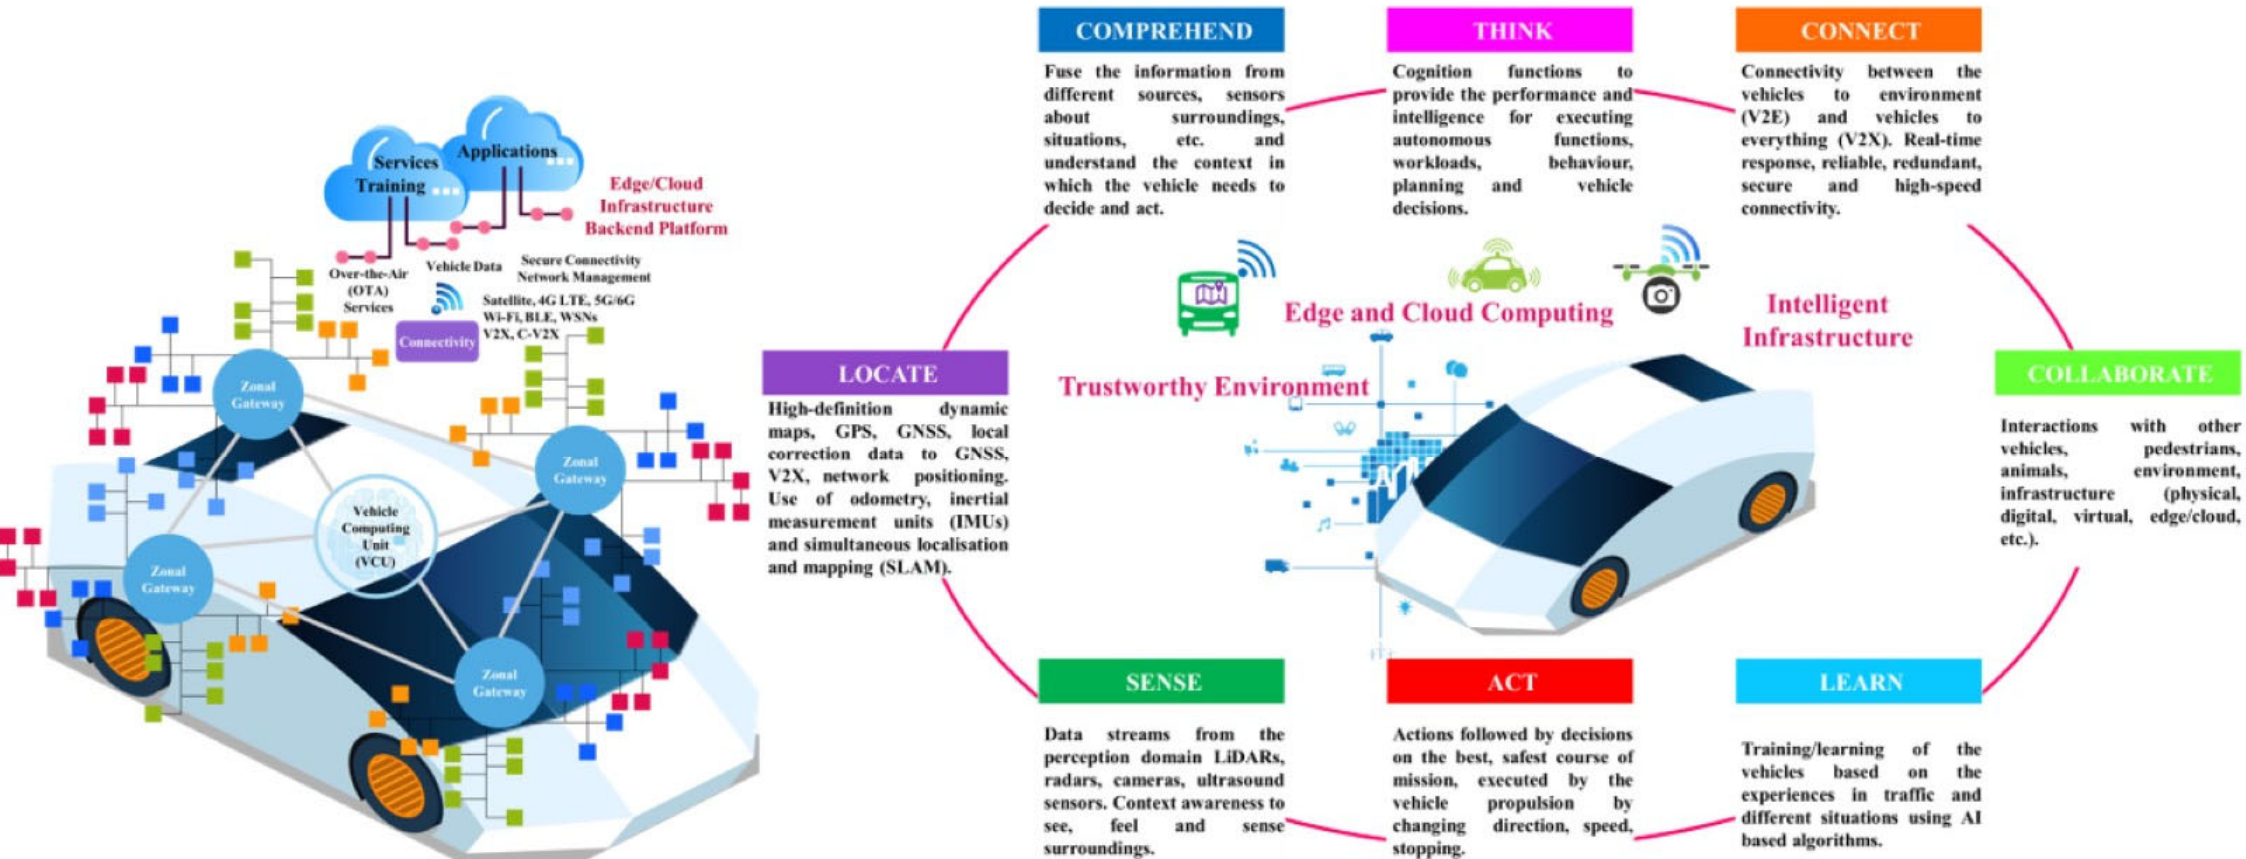 Services
Training
Applications
Edge/Cloud
Infrastructure
Backend Platform
Over-the-Air
(OTA)
Services
Vehicle Data
Secure Connectivity
Network Management
Satellite, 4G LTE, 5G/6G
Wi-Fi, BLE, WSNs
V2X, C-V2X
Connectivity
Zonal
Gateway
Zonal
Gateway
Vehicle
Computing
Unit
(VCU)
Zonal
Gateway
Zonal
Gateway
COMPREHEND
Fuse the information from
different sources, sensors
about surroundings,
situations, etc. and
understand the context in
which the vehicle needs to
decide and act.
THINK
Cognition functions to
provide the performance and
intelligence for executing
autonomous functions,
workloads, behaviour,
planning and vehicle
decisions.
CONNECT
Connectivity between the
vehicles to environment
(V2E) and vehicles to
everything (V2X). Real-time
response, reliable, redundant,
secure and high-speed
connectivity.
Edge and Cloud Computing
Intelligent
Infrastructure
Trustworthy Environment
LOCATE
High-definition dynamic
maps, GPS, GNSS, local
correction data to GNSS,
V2X, network positioning.
Use of odometry, inertial
measurement units (IMUs)
and simultaneous localisation
and mapping (SLAM).
COLLABORATE
Interactions with other
vehicles, pedestrians,
animals, environment,
infrastructure (physical,
digital, virtual, edge/cloud,
etc.).
SENSE
Data streams from the
perception domain LiDARs,
radars, cameras, ultrasound
sensors. Context awareness to
see, feel and sense
surroundings.
ACT
Actions followed by decisions
on the best, safest course of
mission, executed by the
vehicle propulsion by
changing direction, speed,
stopping.
LEARN
Training/learning of the
vehicles based on the
experiences in traffic and
different situations using AI
based algorithms.